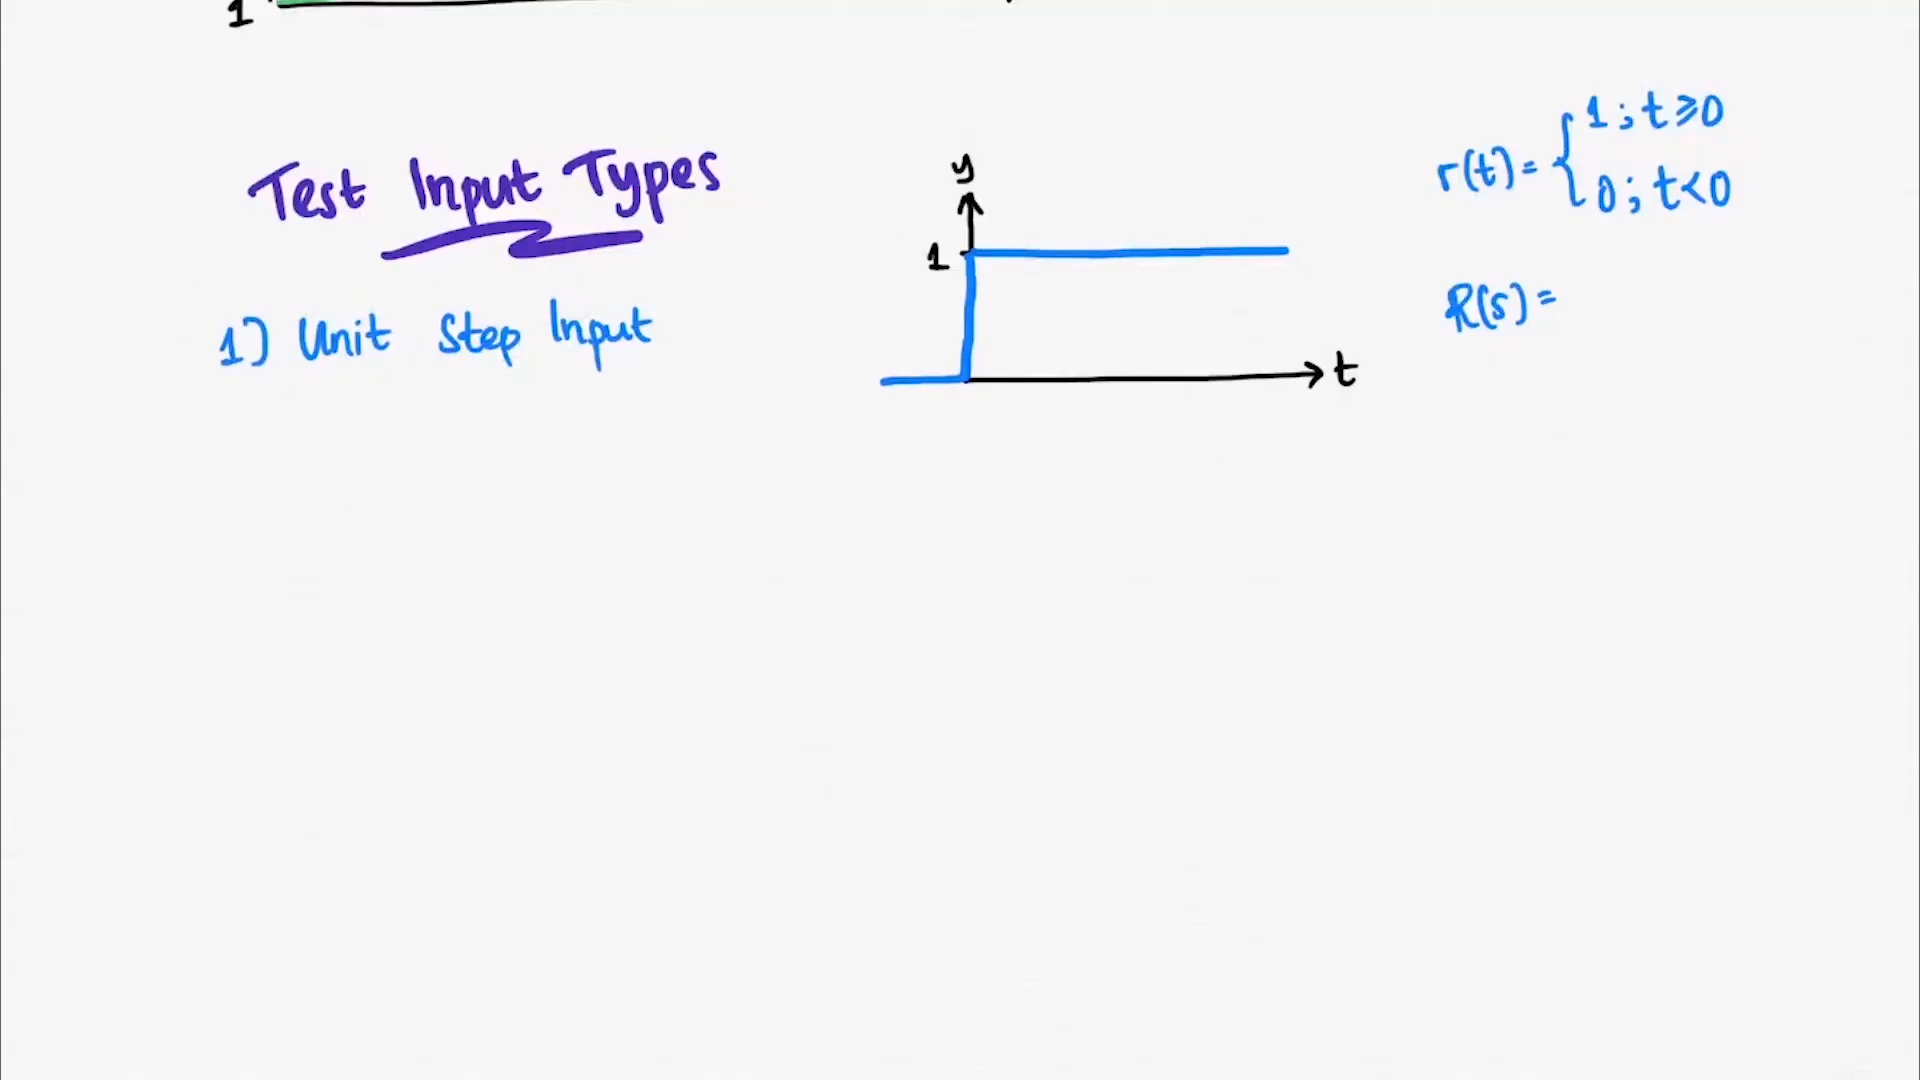 1
Test Input Types
1) Unit Step Input
y
1
t
r(t) = { 1 ; t ≥ 0
0 ; t < 0
R(s) =